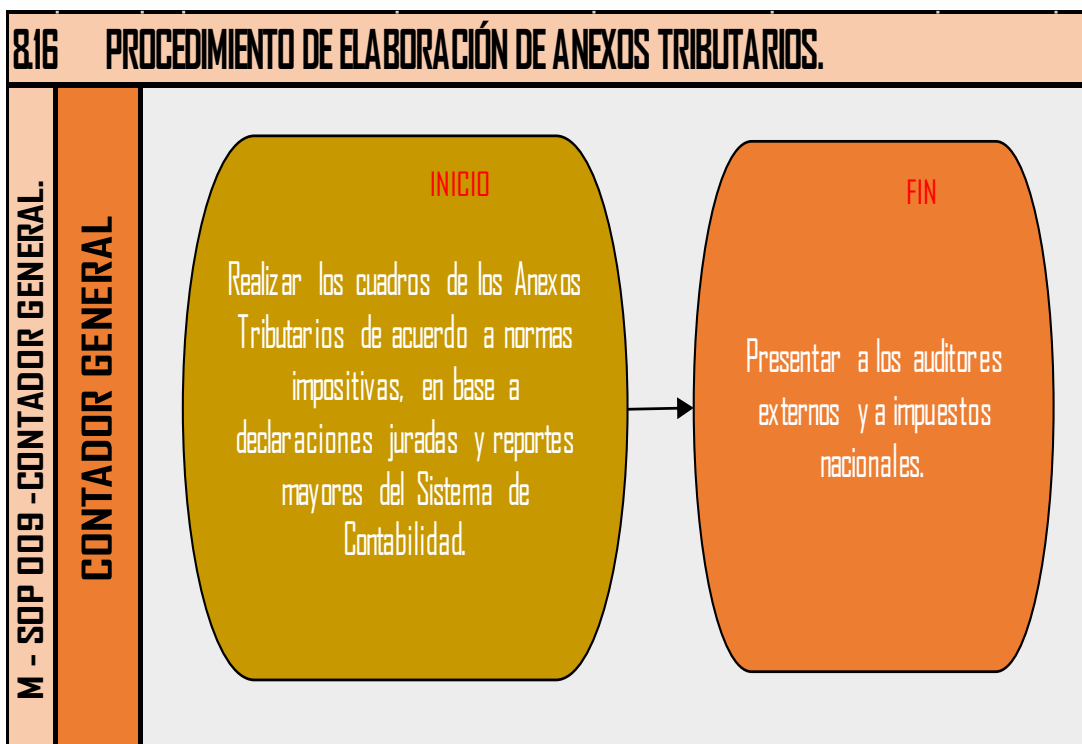 8.16 PROCEDIMIENTO DE ELABORACIÓN DE ANEXOS TRIBUTARIOS.
M - SOP 009 -CONTADOR GENERAL.
CONTADOR GENERAL
INICIO
Realizar los cuadros de los Anexos
Tributarios de acuerdo a normas
impositivas, en base a
declaraciones juradas y reportes
mayores del Sistema de
Contabilidad.
FIN
Presentar a los auditores
externos y a impuestos
nacionales.